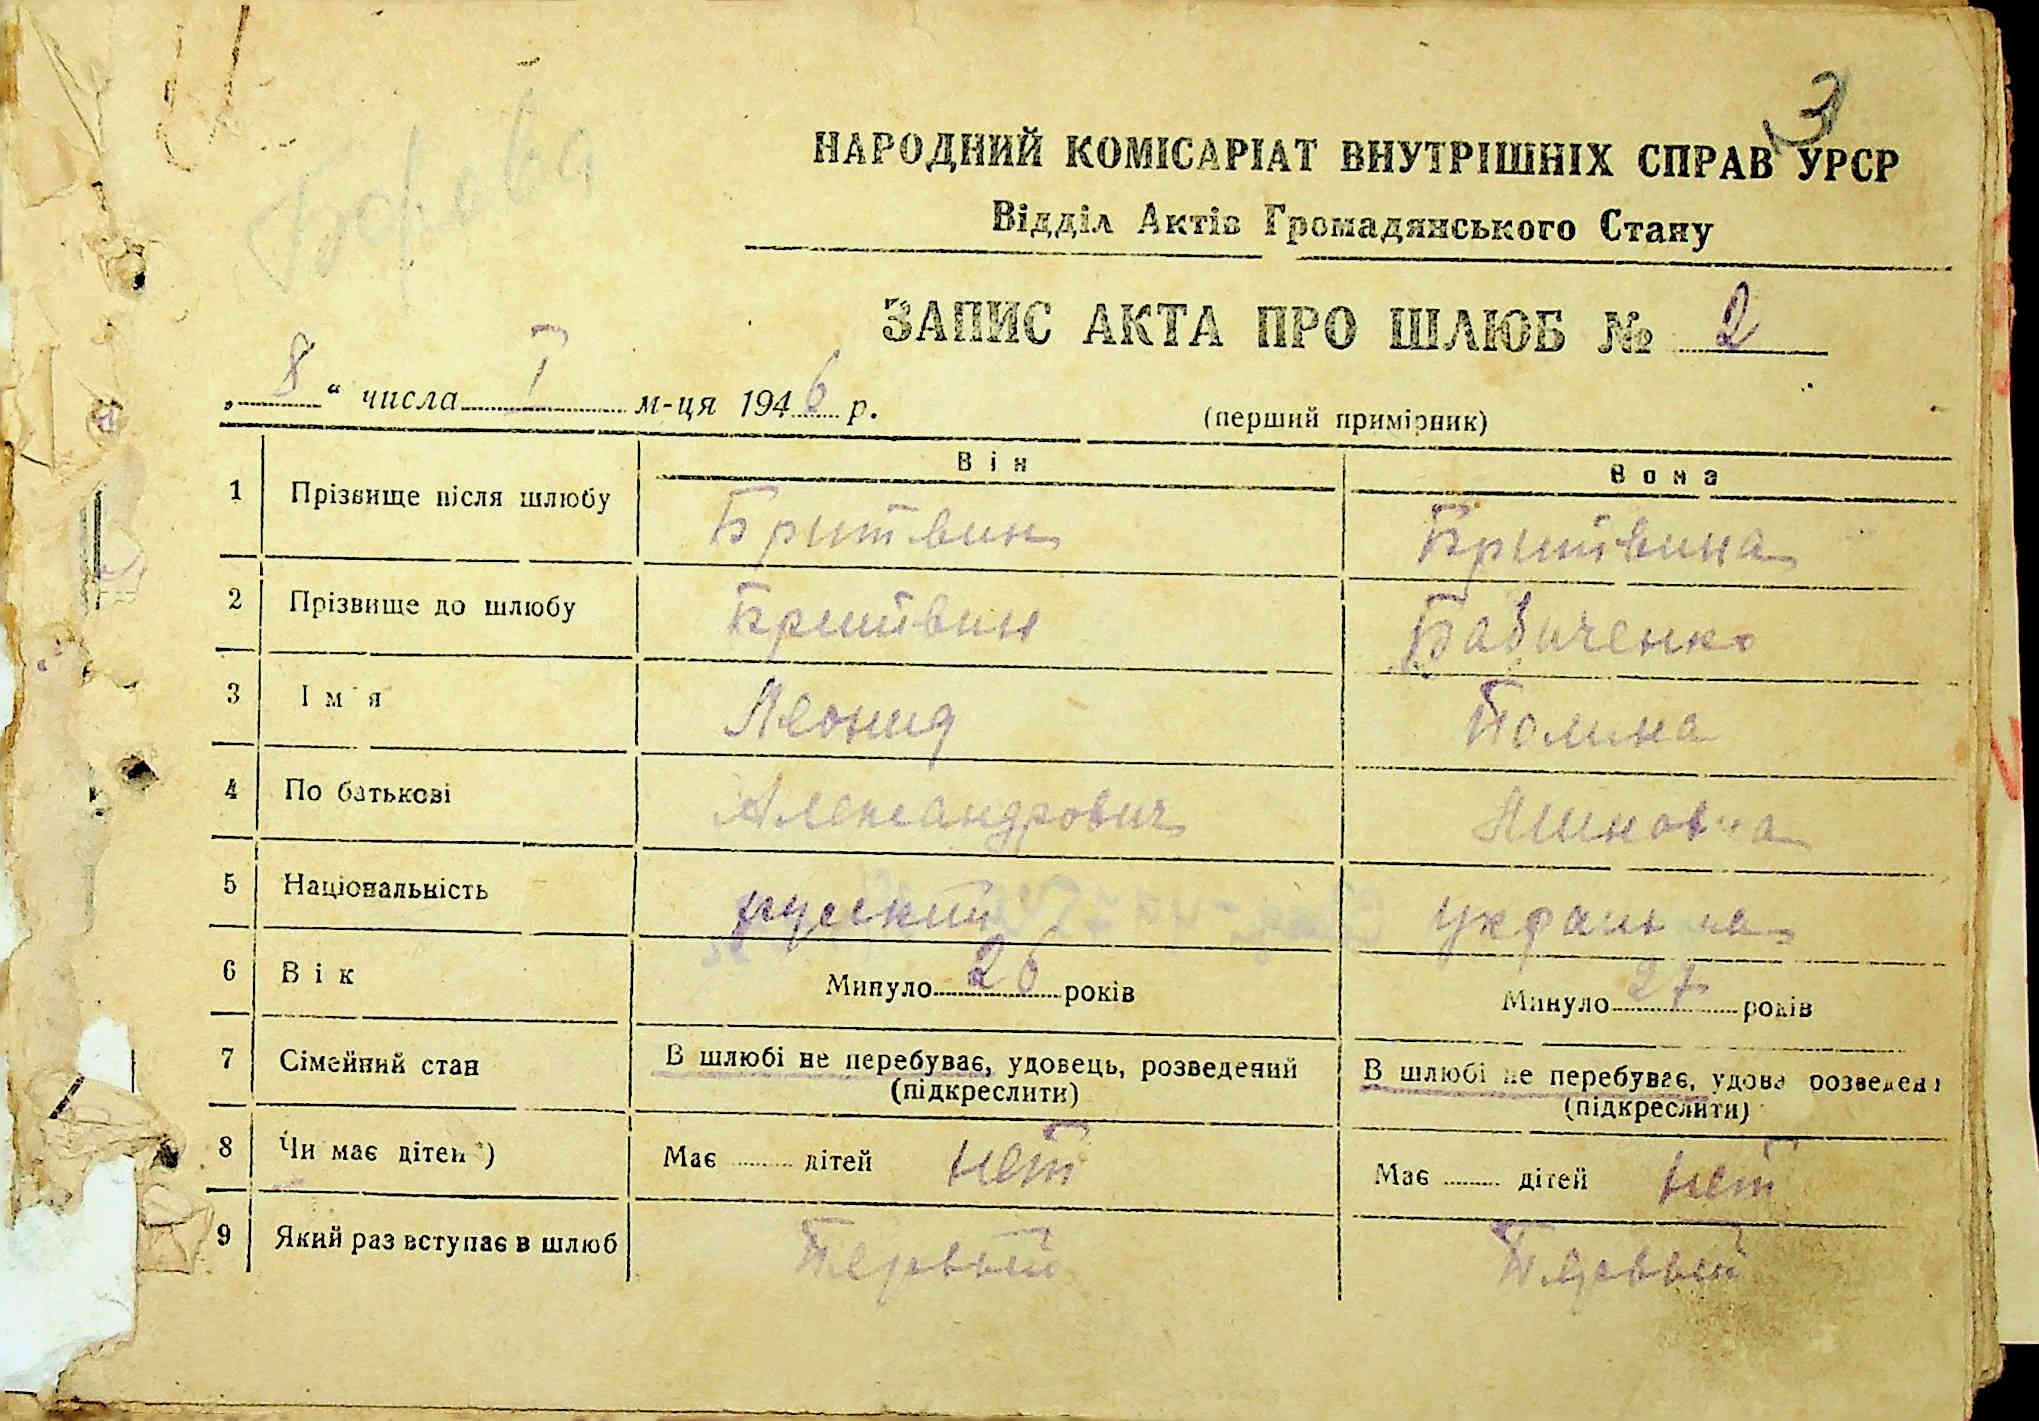 3
Борова
НАРОДНИЙ КОМІСАРІАТ ВНУТРІШНІХ СПРАВ УРСР
Відділ Актів Громадянського Стану
ЗАПИС АКТА ПРО ШЛЮБ № 2
„8“ числа I м-ця 1946 р.
(перший примірник)
Він Вона
1 Прізвище після шлюбу Бритвин Бритвина
2 Прізвище до шлюбу Бритвин Бабиченко
3 Ім'я Леонид Полина
4 По батькові Александрович
5 Національність русский украинка
6 Вік Минуло 26 років Минуло 27 років
7 Сімейний стан В шлюбі не перебуває, удовець, розведений (підкреслити) В шлюбі не перебуває, удова розведена (підкреслити)
8 Чи має дітей *) Має дітей нет Має дітей нет
9 Який раз вступає в шлюб Первый Первый